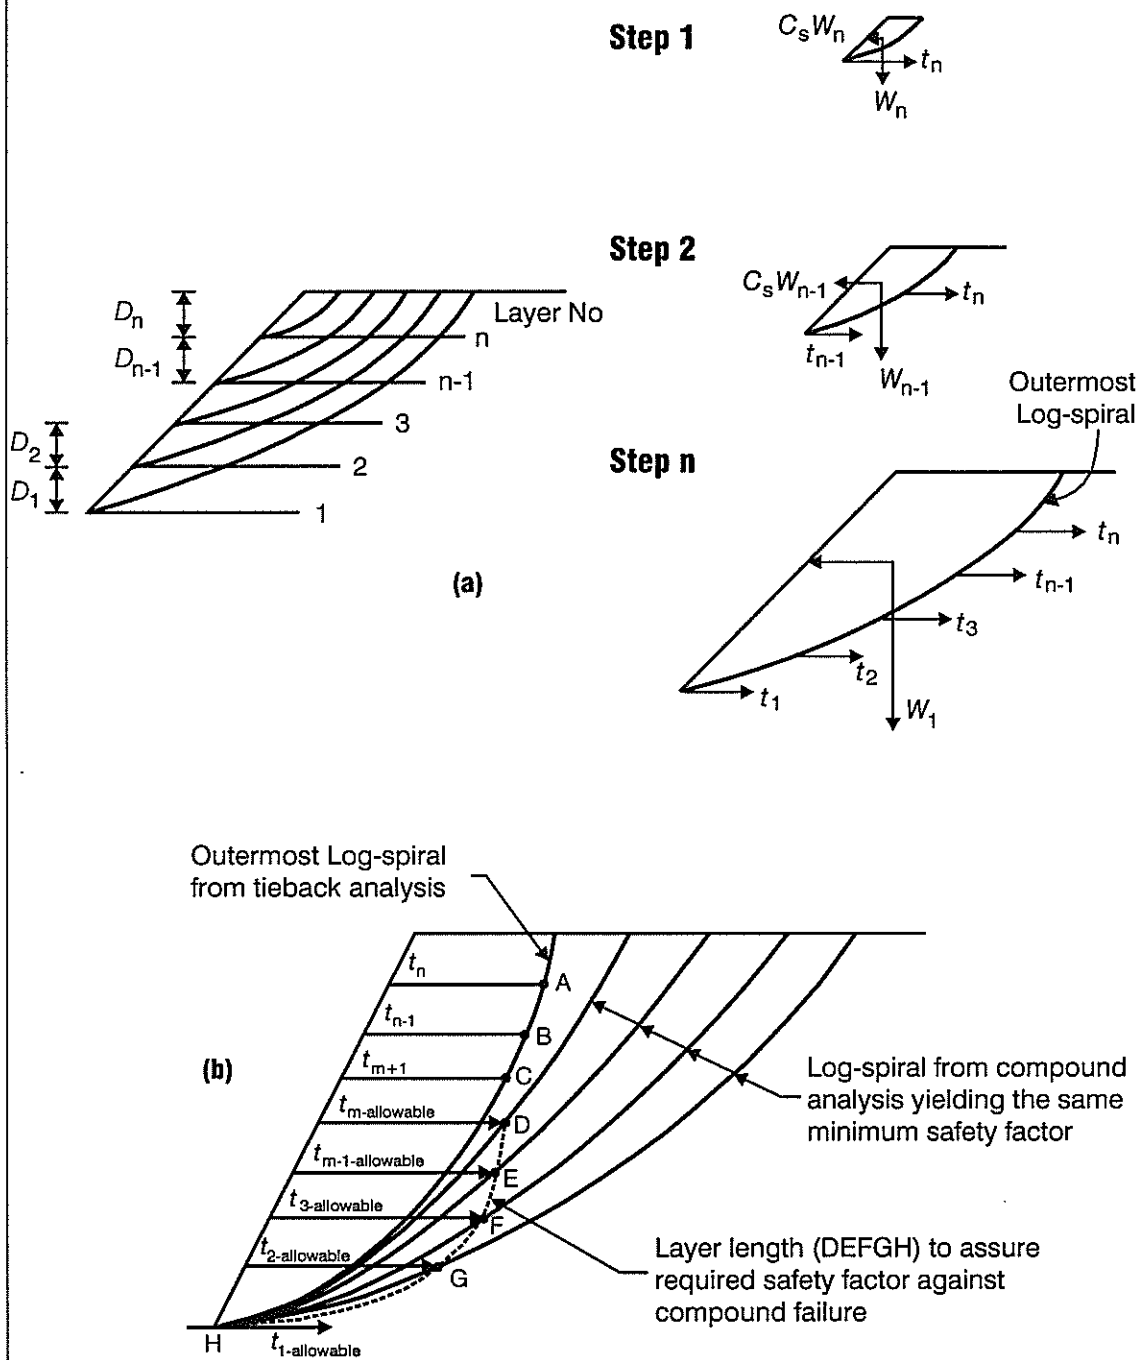 Step 1
CsWn
tn
Wn
Step 2
CsWn-1
tn
tn-1
Wn-1
Dn
Layer No
n
Dn-1
n-1
3
D2
2
D1
1
(a)
Step n
Outermost
Log-spiral
tn
tn-1
t3
t2
t1
W1
Outermost Log-spiral
from tieback analysis
tn
A
tn-1
B
(b)
tm+1
C
tm-allowable
D
tm-1-allowable
E
t3-allowable
F
t2-allowable
G
H
t1-allowable
Log-spiral from compound
analysis yielding the same
minimum safety factor
Layer length (DEFGH) to assure
required safety factor against
compound failure